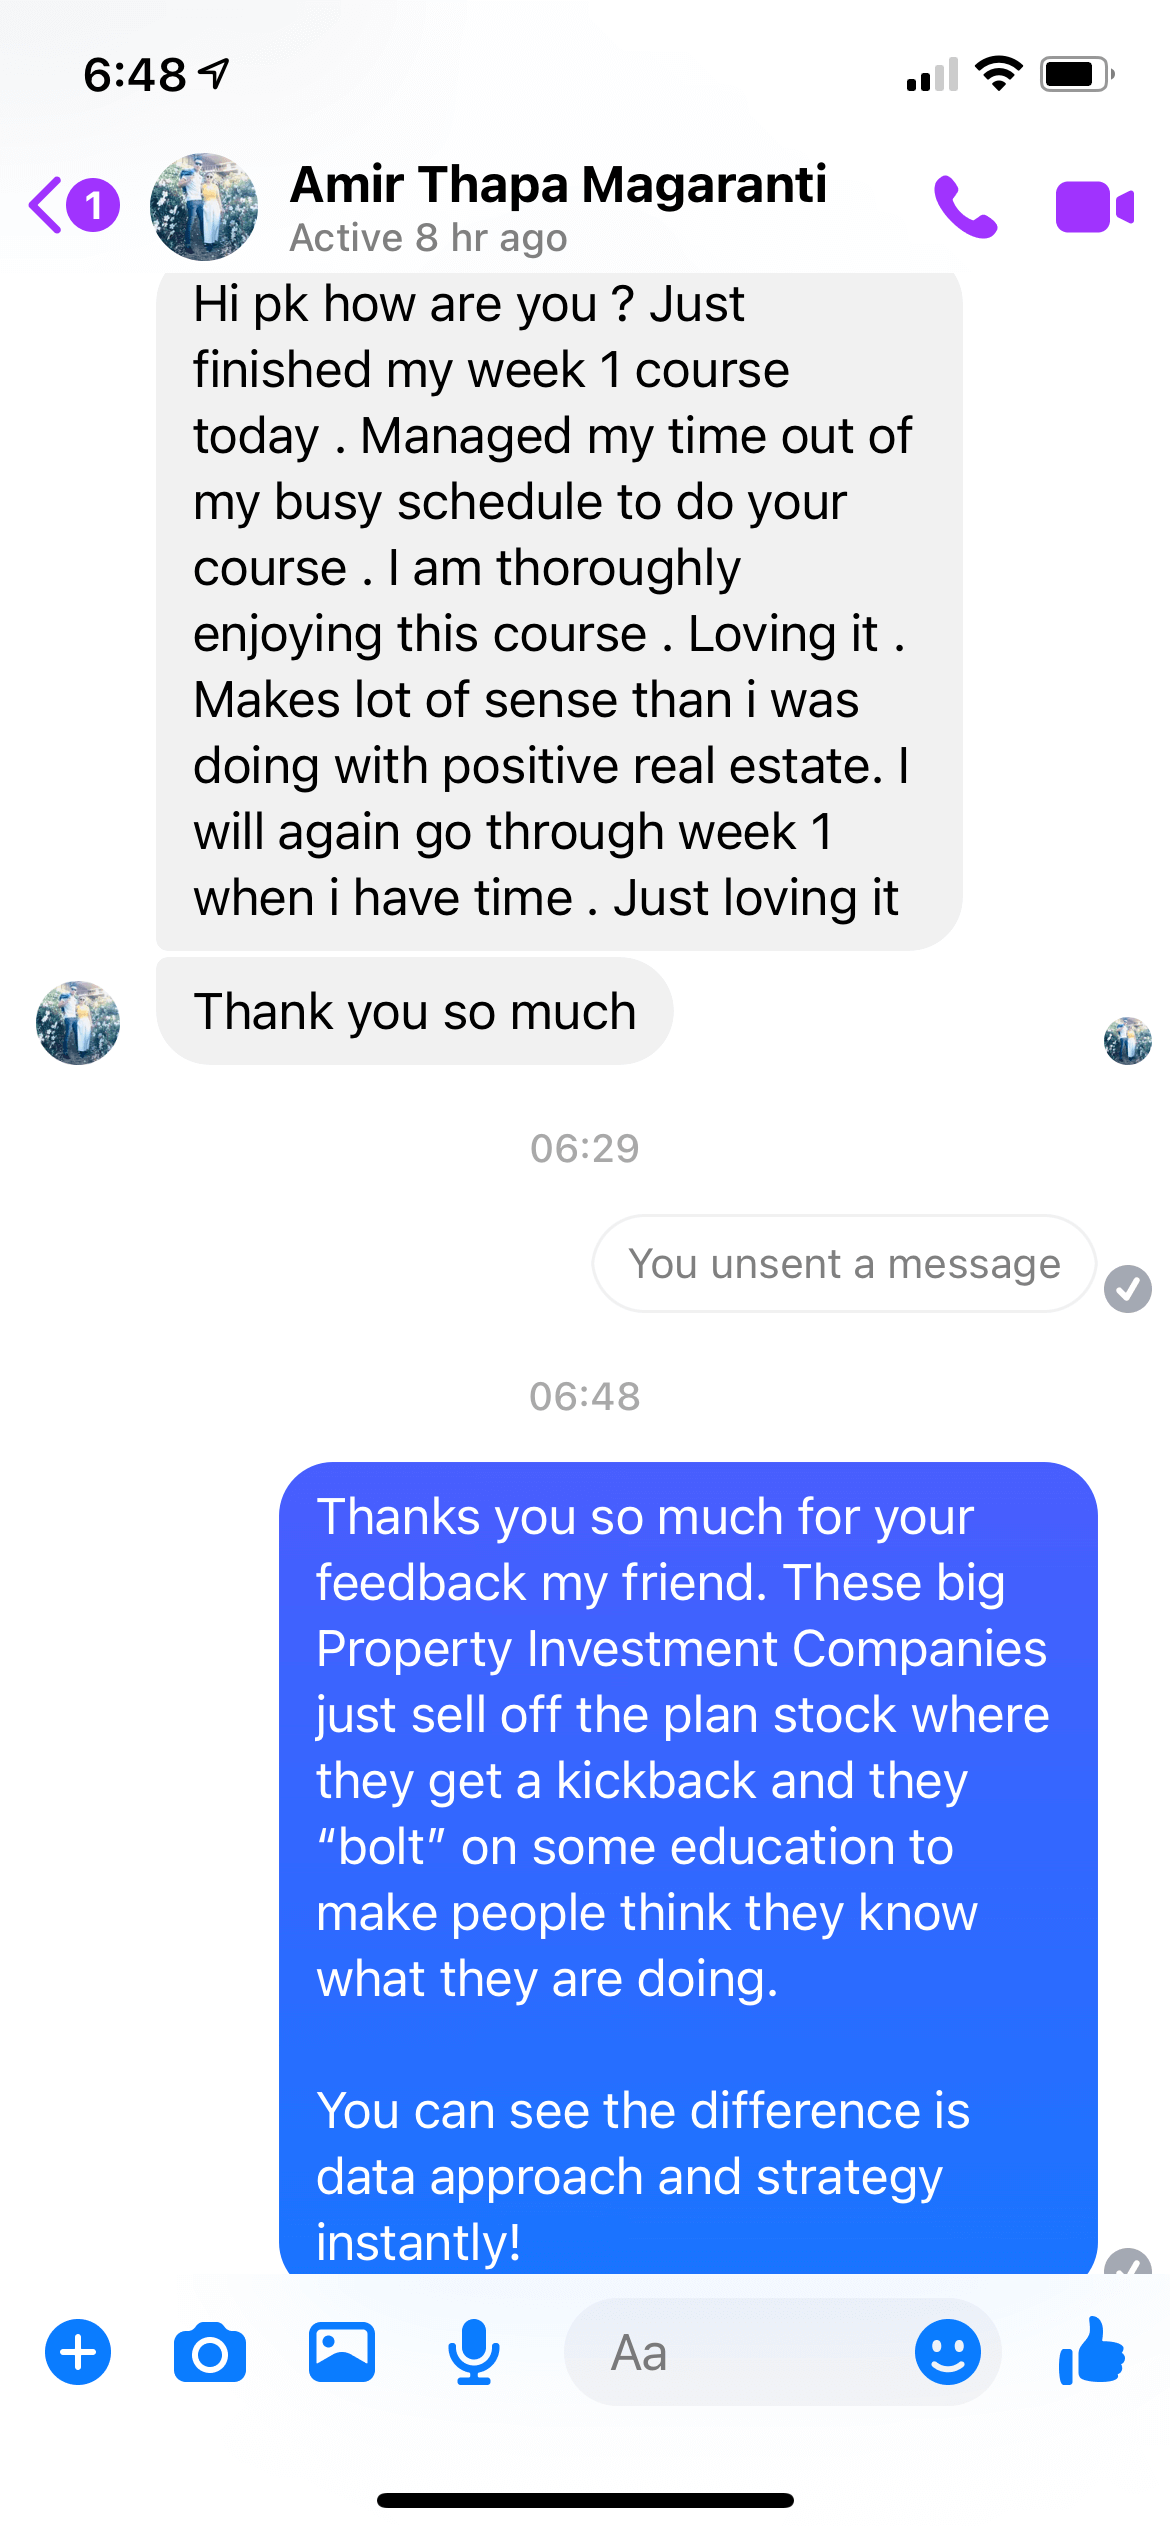 6:48
1
Amir Thapa Magaranti
Active 8 hr ago
Hi pk how are you ? Just
finished my week 1 course
today . Managed my time out of
my busy schedule to do your
course . I am thoroughly
enjoying this course . Loving it .
Makes lot of sense than i was
doing with positive real estate. I
will again go through week 1
when i have time . Just loving it
Thank you so much
06:29
You unsent a message
06:48
Thanks you so much for your
feedback my friend. These big
Property Investment Companies
just sell off the plan stock where
they get a kickback and they
“bolt” on some education to
make people think they know
what they are doing.
You can see the difference is
data approach and strategy
instantly!
Aa